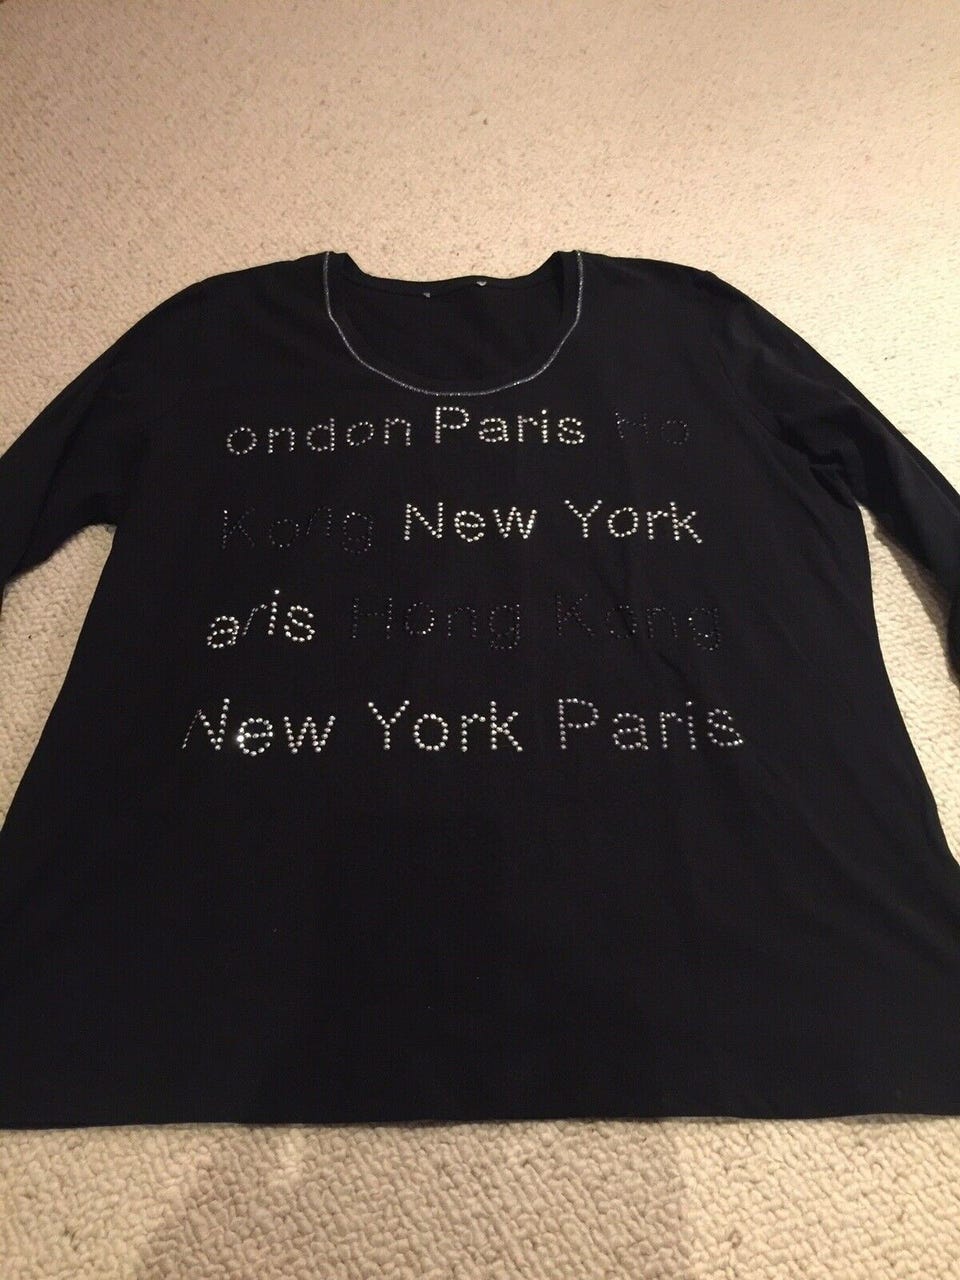 ondon Paris Ho
Kong New York
aris Hong Kong
New York Paris